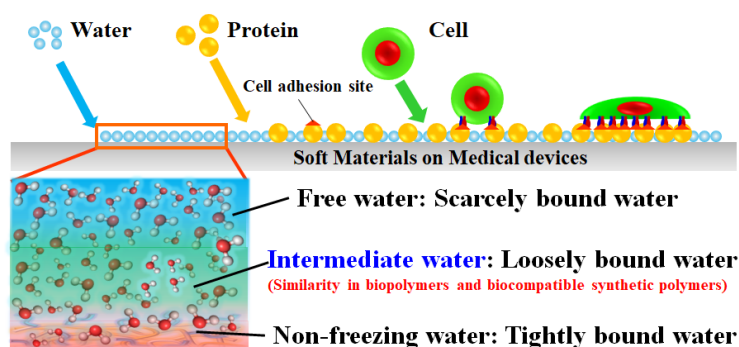 Water
Protein
Cell
Cell adhesion site
Soft Materials on Medical devices
Free water: Scarcely bound water
Intermediate water: Loosely bound water
(Similarity in biopolymers and biocompatible synthetic polymers)
Non-freezing water: Tightly bound water